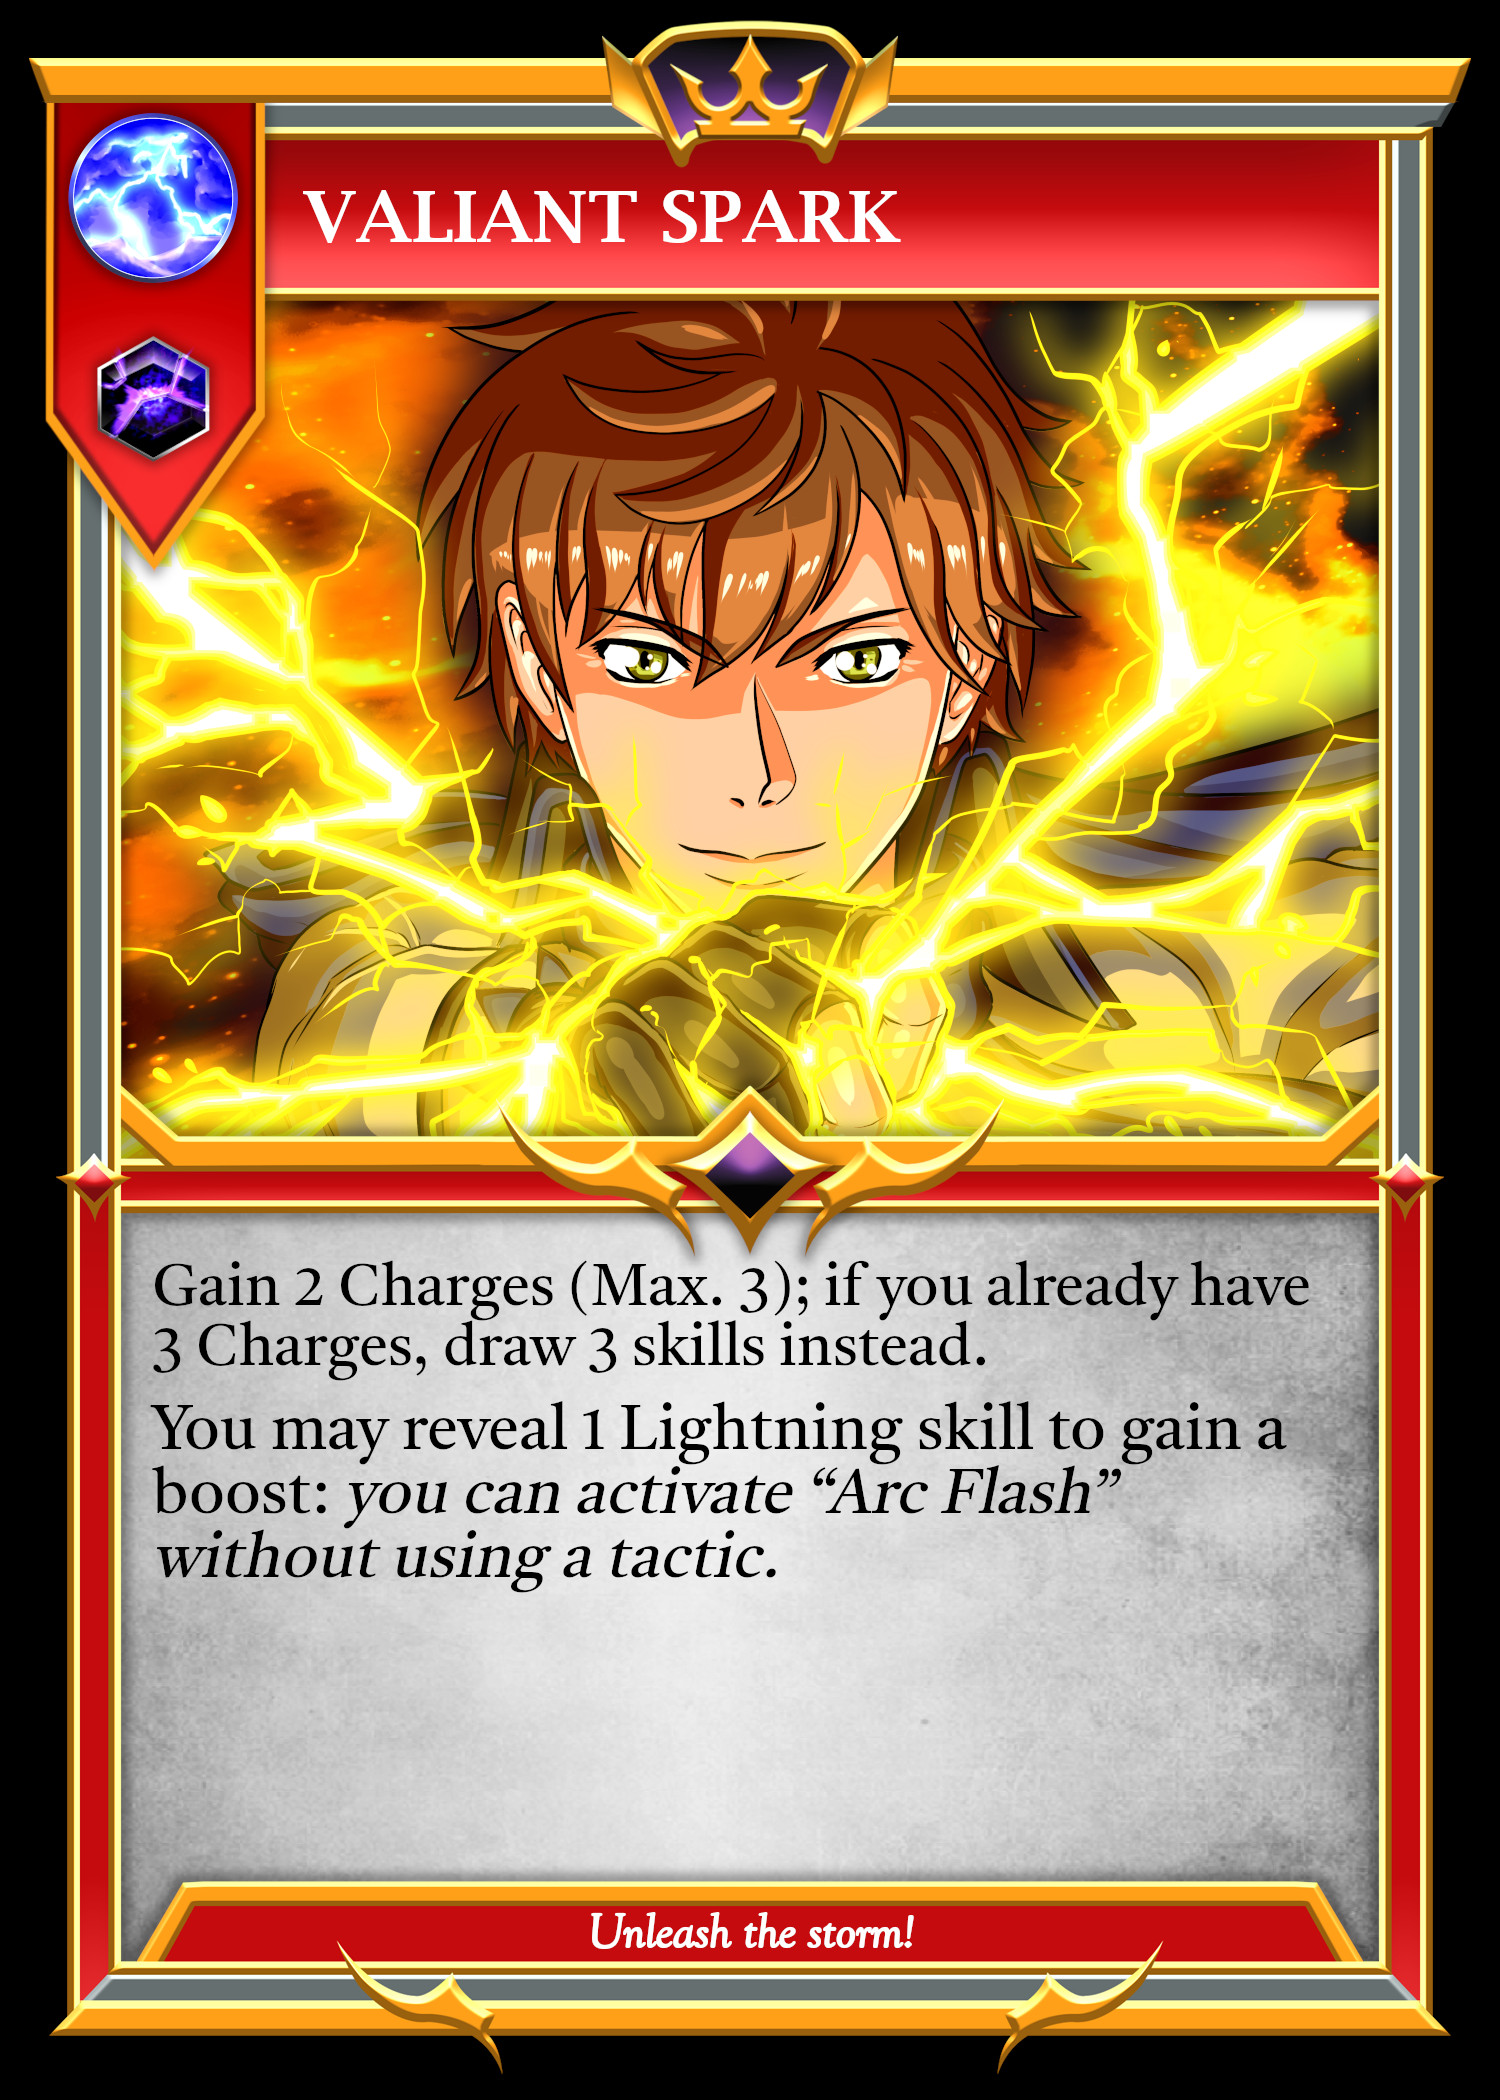 VALIANT SPARK
Gain 2 Charges (Max. 3); if you already have
3 Charges, draw 3 skills instead.
You may reveal 1 Lightning skill to gain a
boost: you can activate “Arc Flash”
without using a tactic.
Unleash the storm!